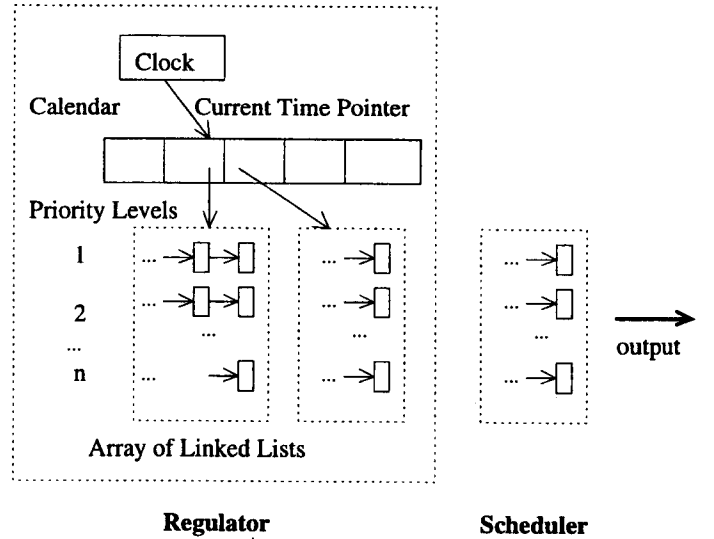 Clock
Calendar
Current Time Pointer
Priority Levels
1
... ... ...
2
... ... ...
...
... ... ...
output
n
... ... ...
Array of Linked Lists
Regulator
Scheduler